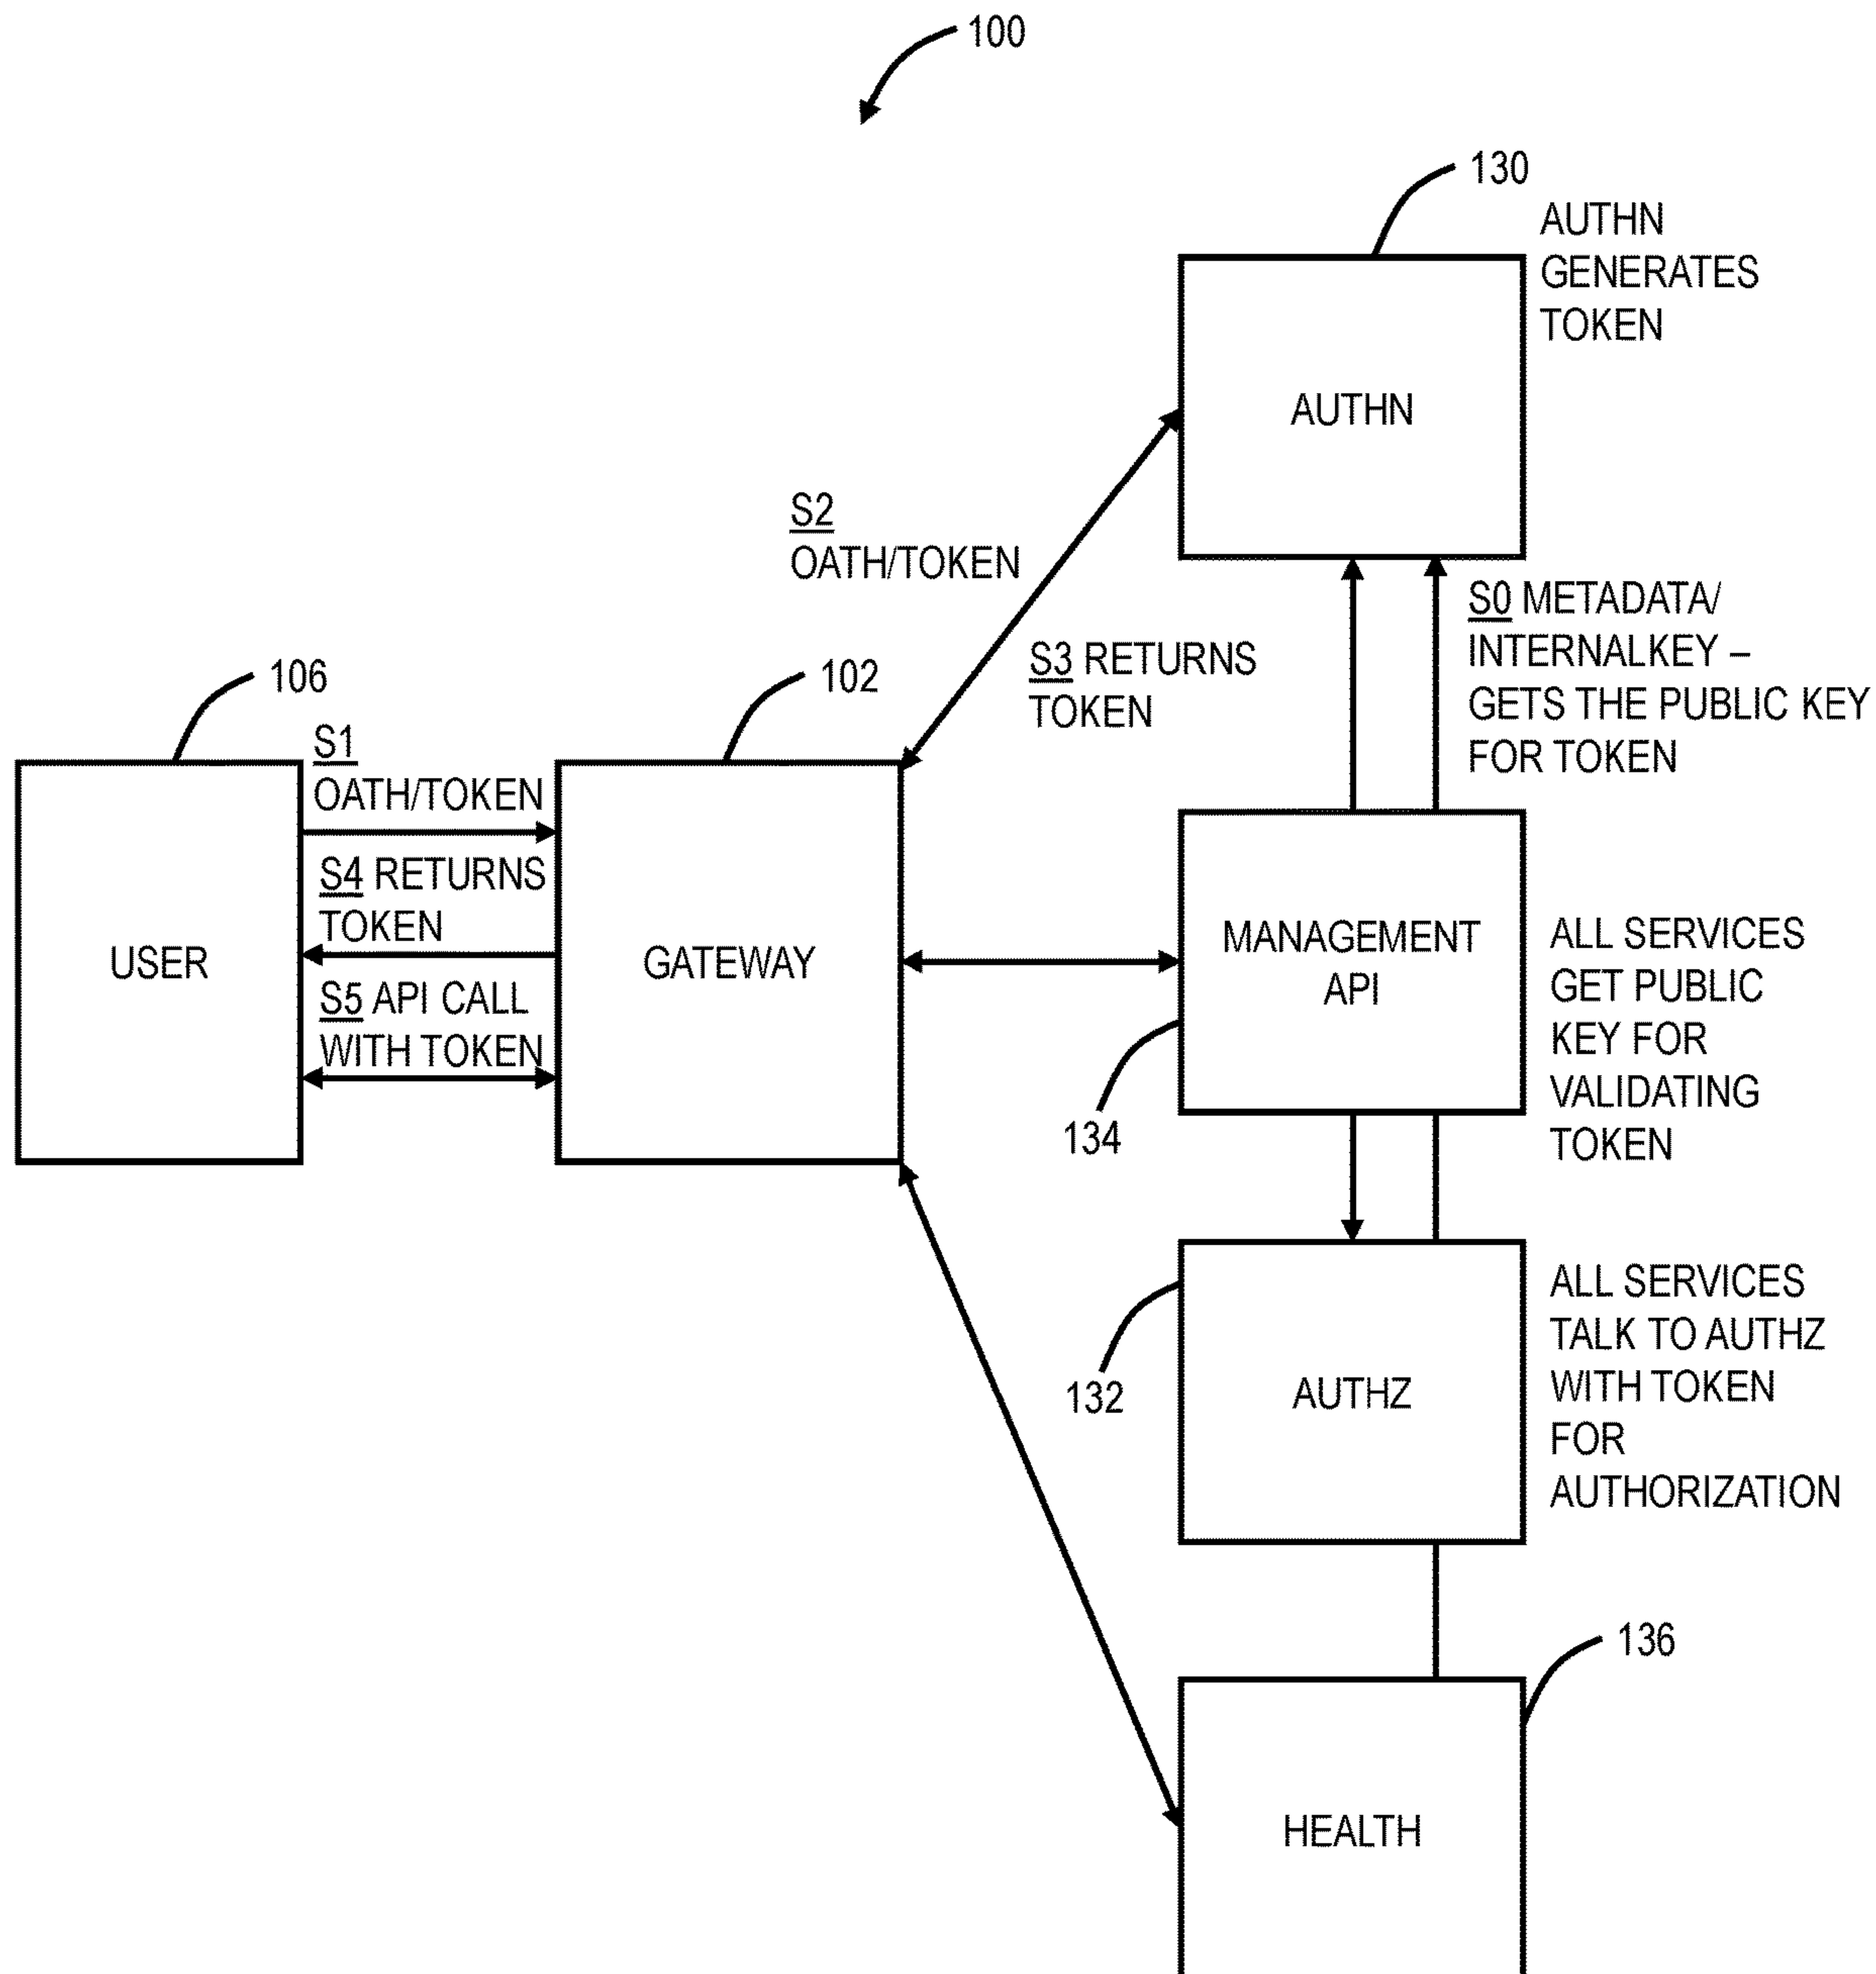 100
130
AUTHN
GENERATES
TOKEN
AUTHN
S2
OATH/TOKEN
S0 METADATA/
INTERNALKEY –
GETS THE PUBLIC KEY
FOR TOKEN
S3 RETURNS
TOKEN
106
102
S1
OATH/TOKEN
S4 RETURNS
TOKEN
S5 API CALL
WITH TOKEN
USER
GATEWAY
MANAGEMENT
API
134
ALL SERVICES
GET PUBLIC
KEY FOR
VALIDATING
TOKEN
132
AUTHZ
ALL SERVICES
TALK TO AUTHZ
WITH TOKEN
FOR
AUTHORIZATION
136
HEALTH